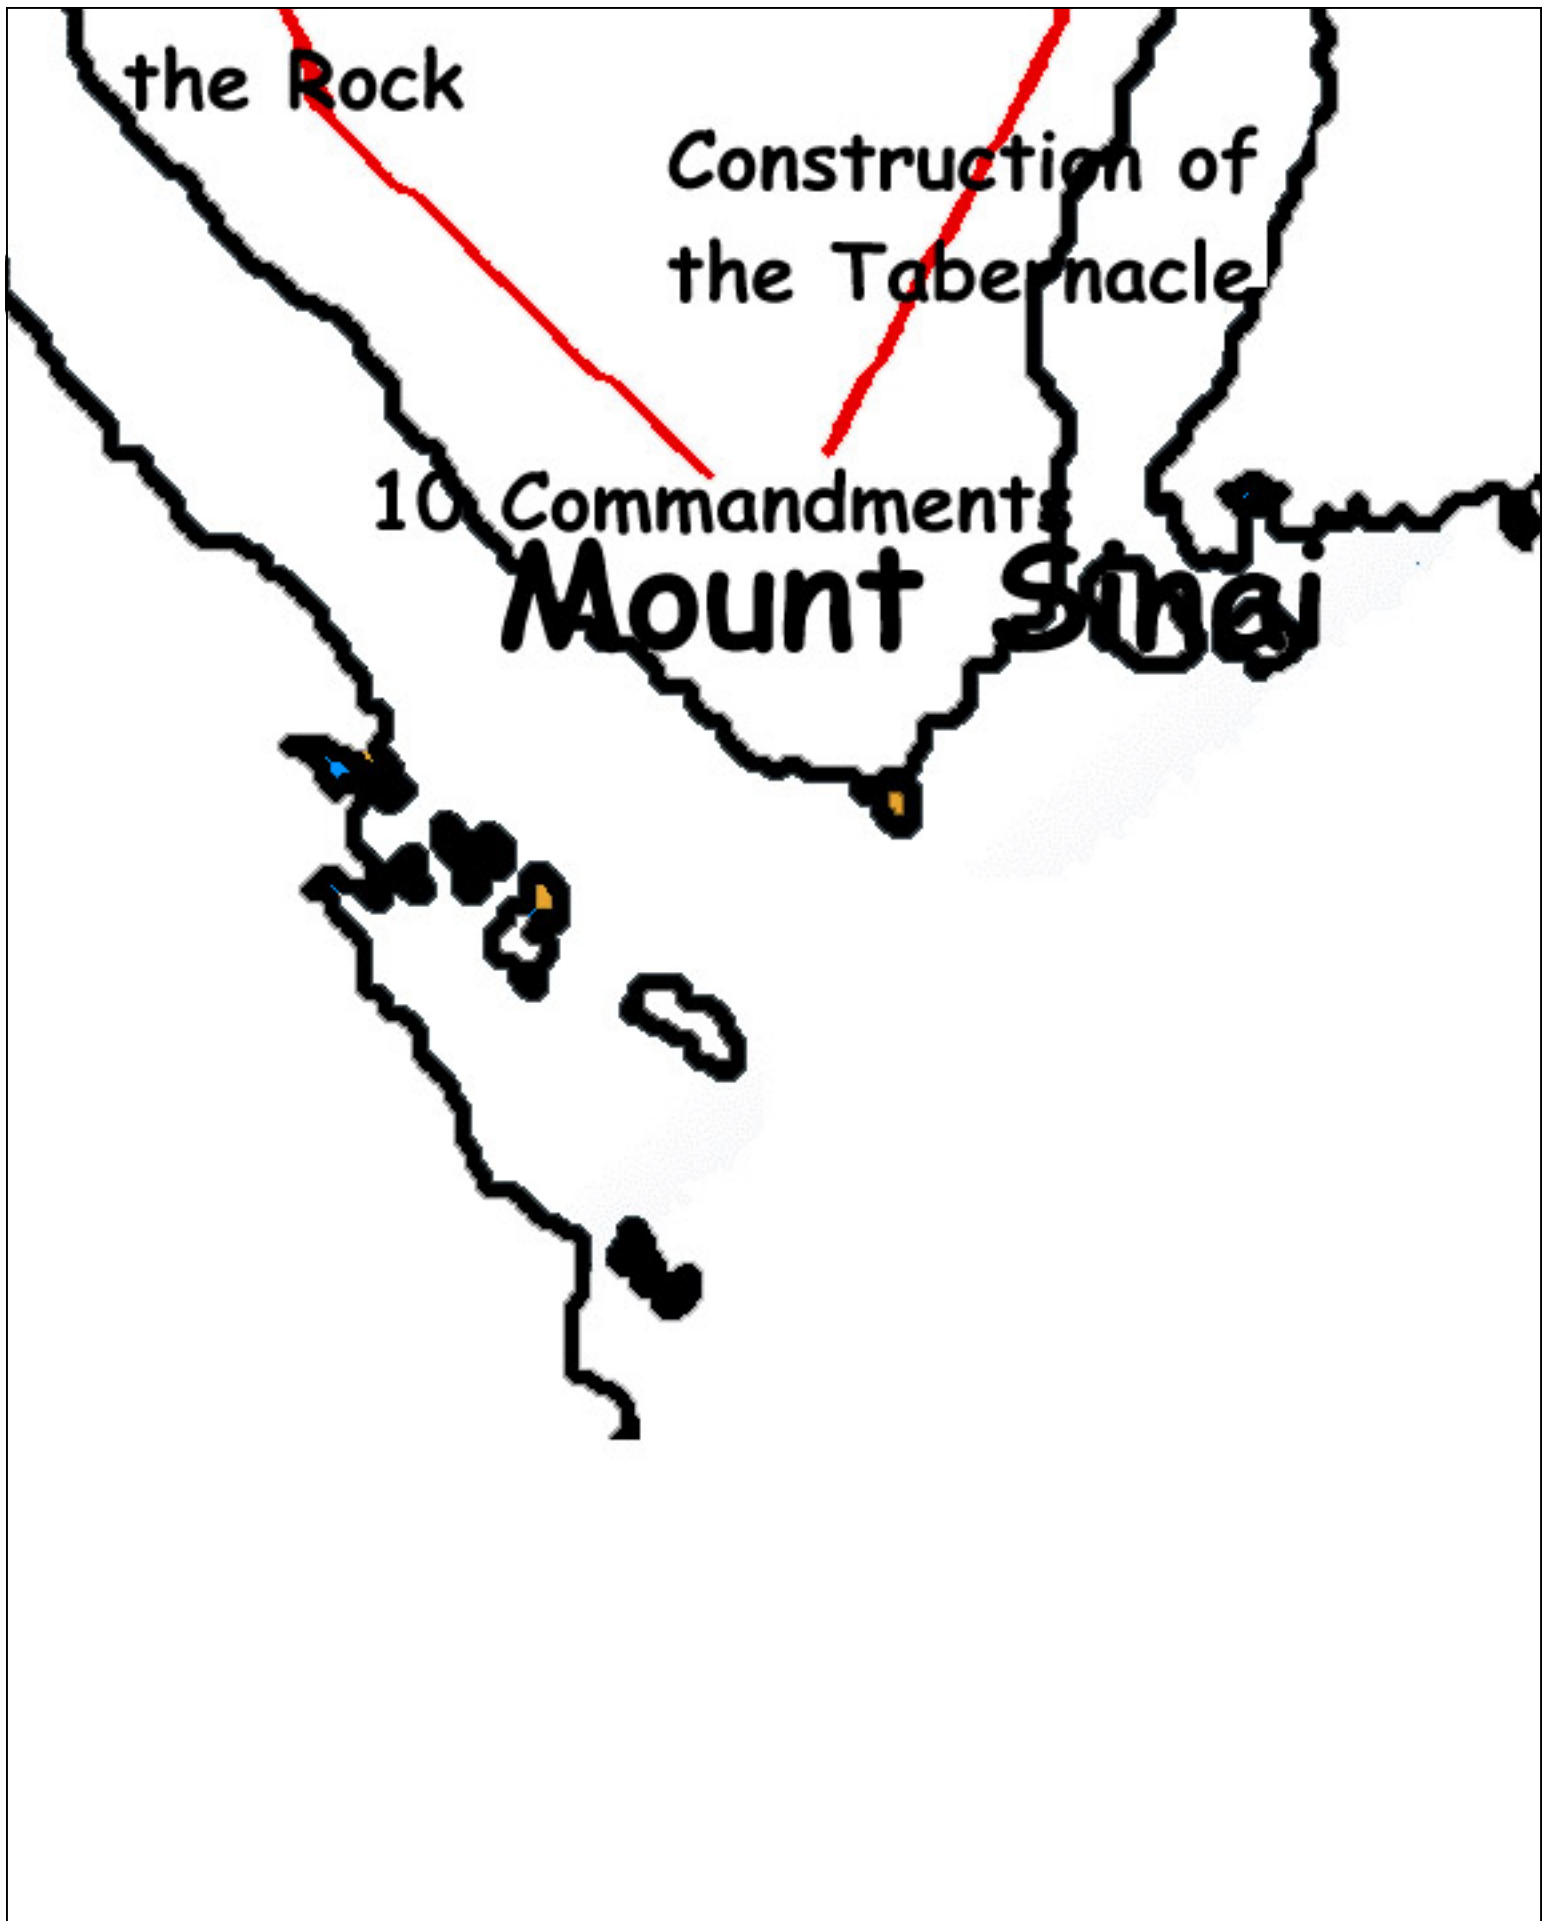 the Rock
Construction of
the Tabernacle
10 Commandments
Mount Sinai